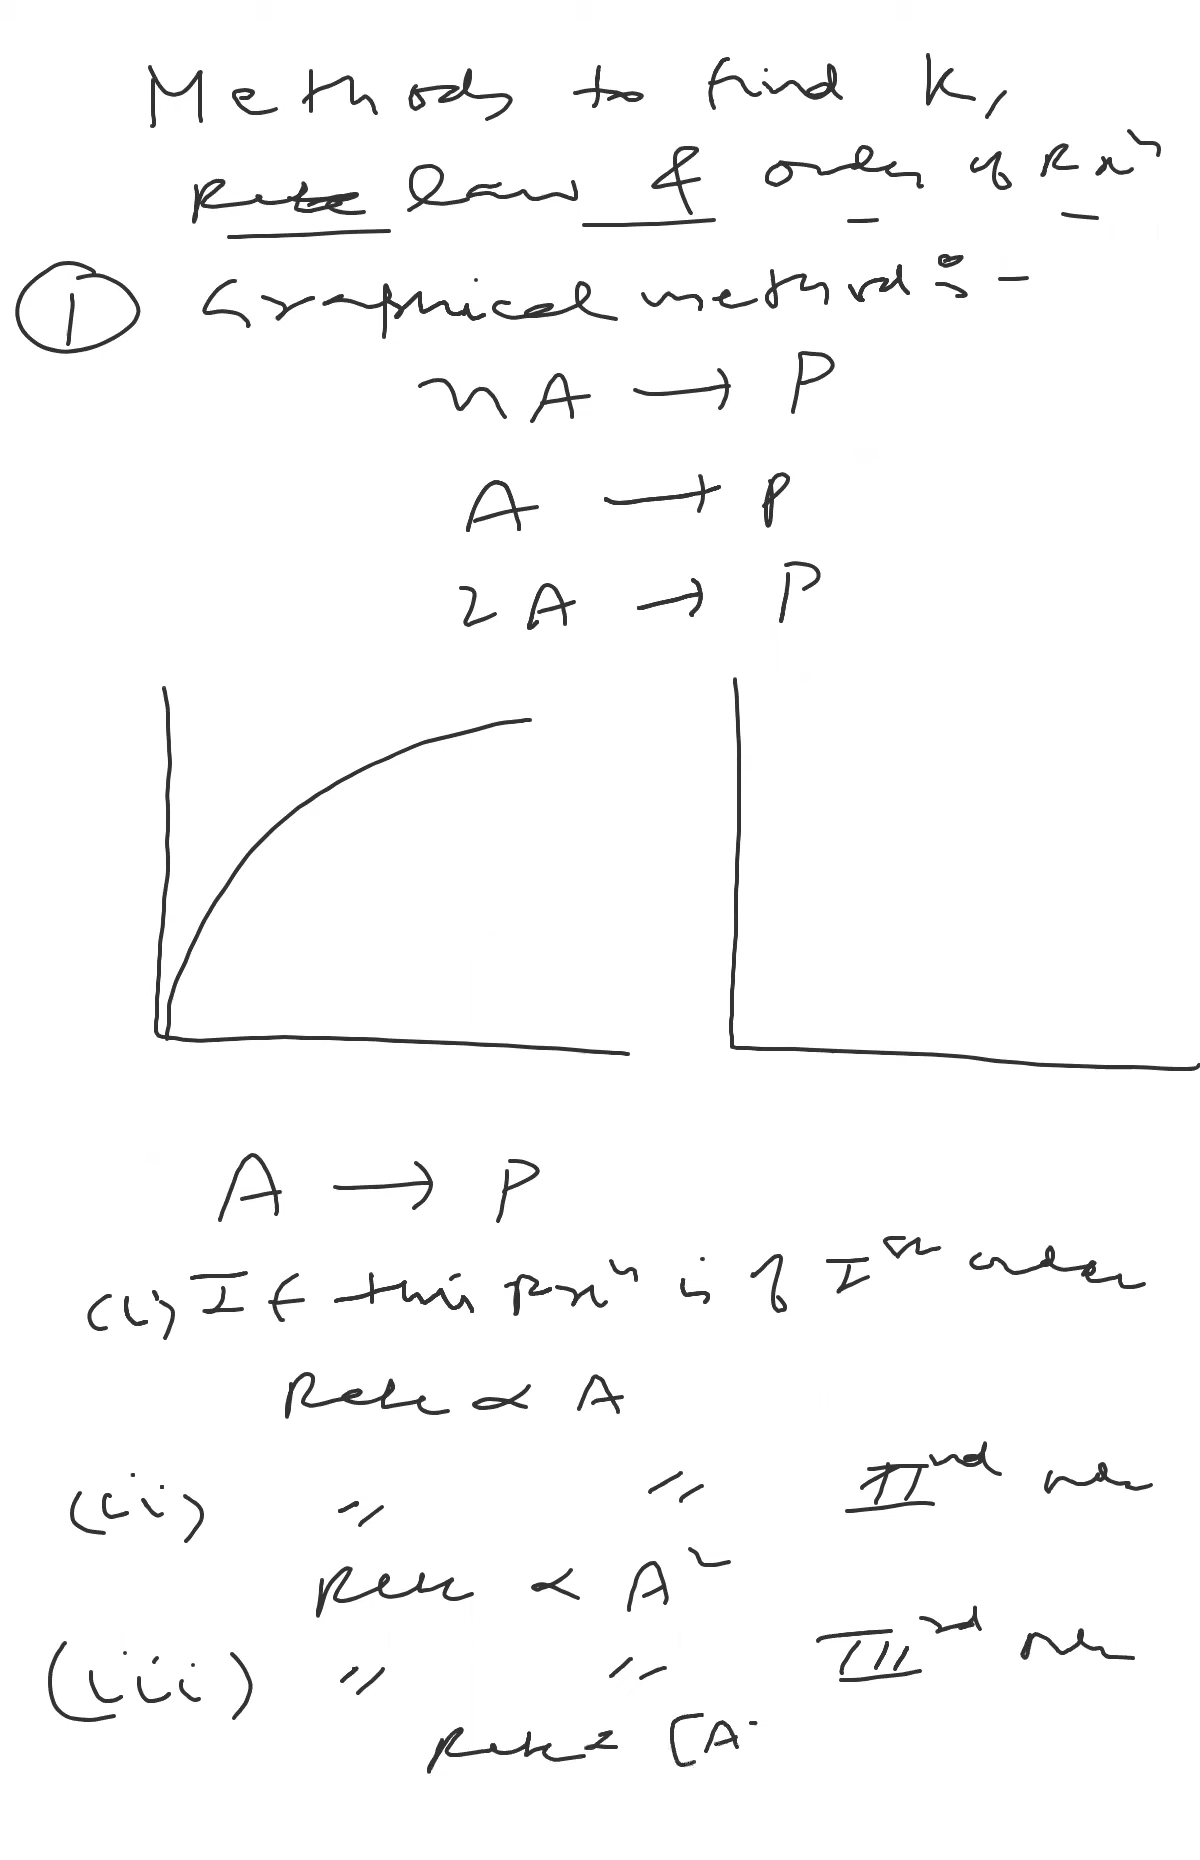 Methods to find K,
Rate law & order of Rxⁿ
① Graphical method :-
nA → P
A → P
2A → P
A → P
(i) If this Rxⁿ is of Iˢᵗ order
Rate ∝ A
(ii) " " IIⁿᵈ order
Rate ∝ A²
(iii) " " IIIʳᵈ order
Rate = [A